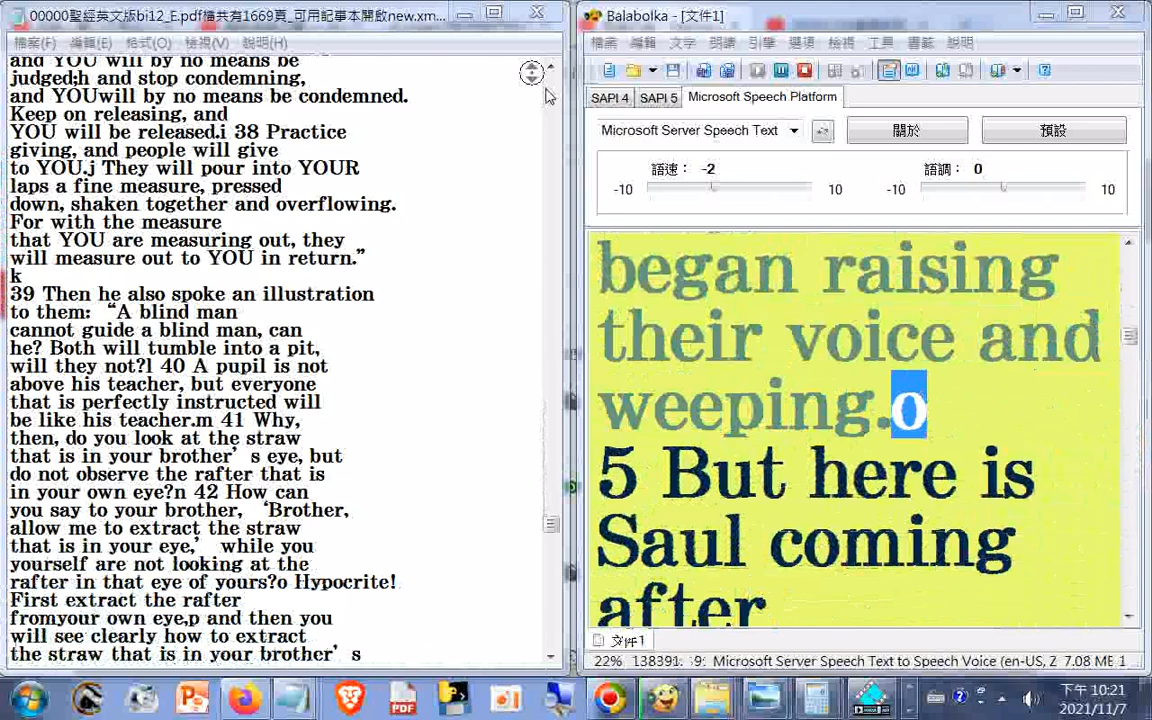 00000聖經英文版bi12_E.pdf檔共有1669頁_可用記事本開啟new.xm...
檔案(F) 編輯(E) 格式(O) 檢視(V) 說明(H)
and YOU will by no means be
judged;h and stop condemning,
and YOUwill by no means be condemned.
Keep on releasing, and
YOU will be released.i 38 Practice
giving, and people will give
to YOU.j They will pour into YOUR
laps a fine measure, pressed
down, shaken together and overflowing.
For with the measure
that YOU are measuring out, they
will measure out to YOU in return.”
k
39 Then he also spoke an illustration
to them: “A blind man
cannot guide a blind man, can
he? Both will tumble into a pit,
will they not?l 40 A pupil is not
above his teacher, but everyone
that is perfectly instructed will
be like his teacher.m 41 Why,
then, do you look at the straw
that is in your brother’s eye, but
do not observe the rafter that is
in your own eye?n 42 How can
you say to your brother, ‘Brother,
allow me to extract the straw
that is in your eye,’ while you
yourself are not looking at the
rafter in that eye of yours?o Hypocrite!
First extract the rafter
fromyour own eye,p and then you
will see clearly how to extract
the straw that is in your brother’s
Balabolka - [文件1]
檔案 編輯 文字 朗讀 引擎 選項 檢視 工具 書籤 說明
SAPI 4 SAPI 5 Microsoft Speech Platform
Microsoft Server Speech Text 關於 預設
語速: -2 語調: 0
-10 10 -10 10
began raising
their voice and
weeping.o
5 But here is
Saul coming
after
文件1
22% 138391. Microsoft Server Speech Text to Speech Voice (en-US, Z 7.08 ME 1
PDF
下午 10:21
2021/11/7